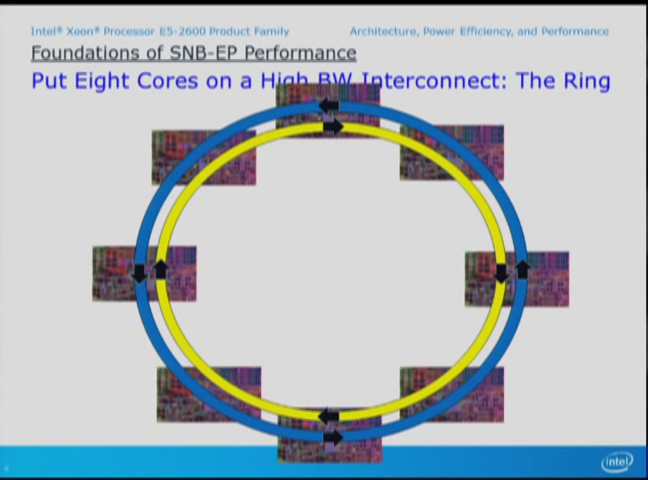 Intel® Xeon® Processor E5-2600 Product Family
Architecture, Power Efficiency, and Performance
Foundations of SNB-EP Performance
Put Eight Cores on a High BW Interconnect: The Ring
intel